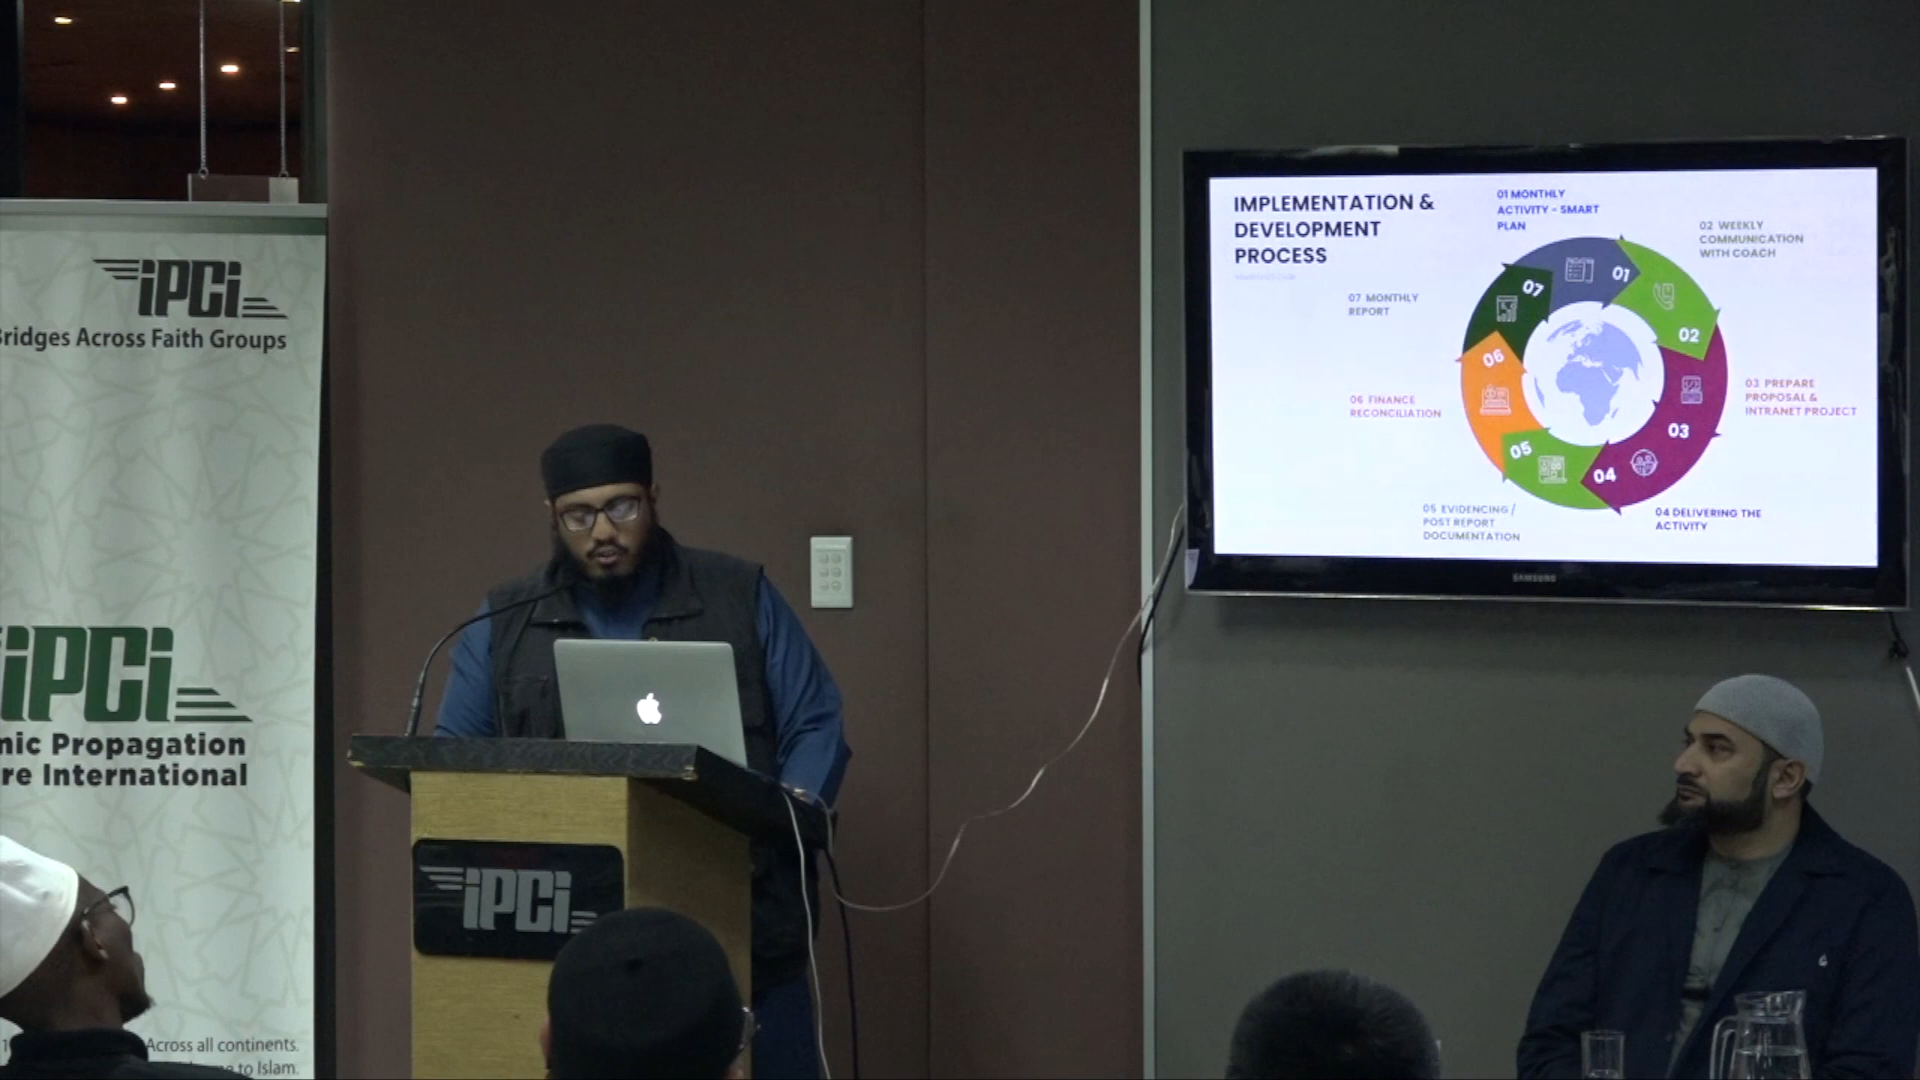 iPCi
Bridges Across Faith Groups
iPCi
mic Propagation
re International
Across all continents.
to Islam.
iPCi
IMPLEMENTATION &
DEVELOPMENT
PROCESS
01 MONTHLY
ACTIVITY - SMART
PLAN
02 WEEKLY
COMMUNICATION
WITH COACH
03 PREPARE
PROPOSAL &
INTRANET PROJECT
04 DELIVERING THE
ACTIVITY
05 EVIDENCING /
POST REPORT
DOCUMENTATION
06 FINANCE
RECONCILIATION
07 MONTHLY
REPORT
01
02
03
04
05
06
07
SAMSUNG